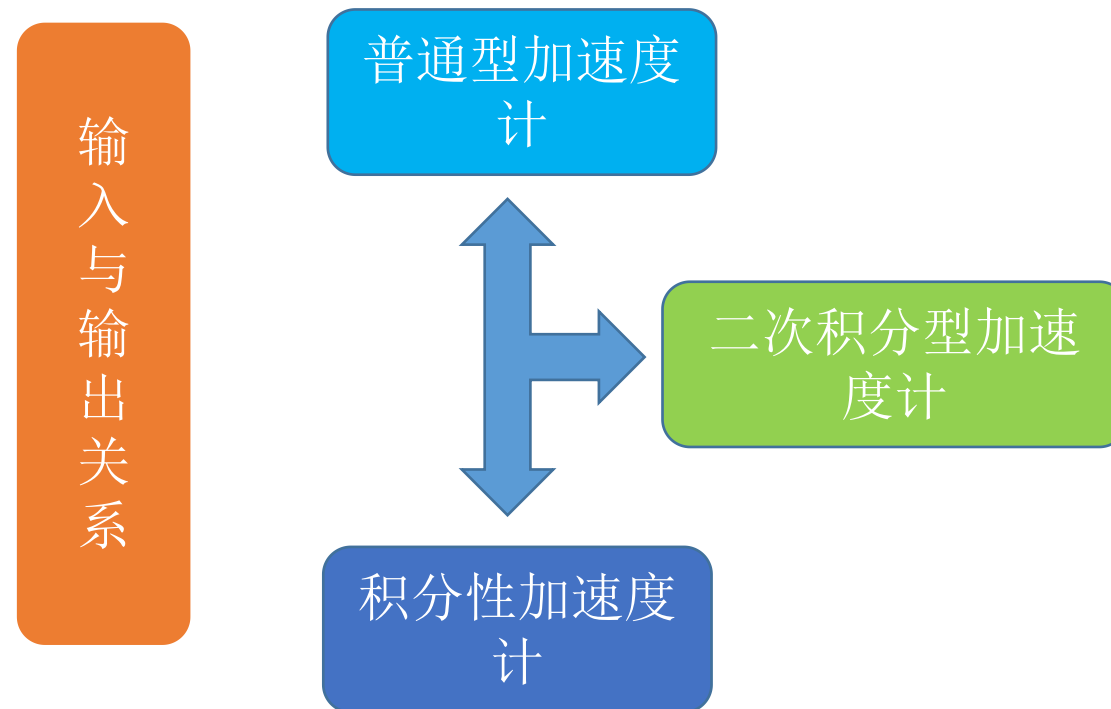 输入与输出关系
普通型加速度
计
二次积分型加速
度计
积分性加速度
计